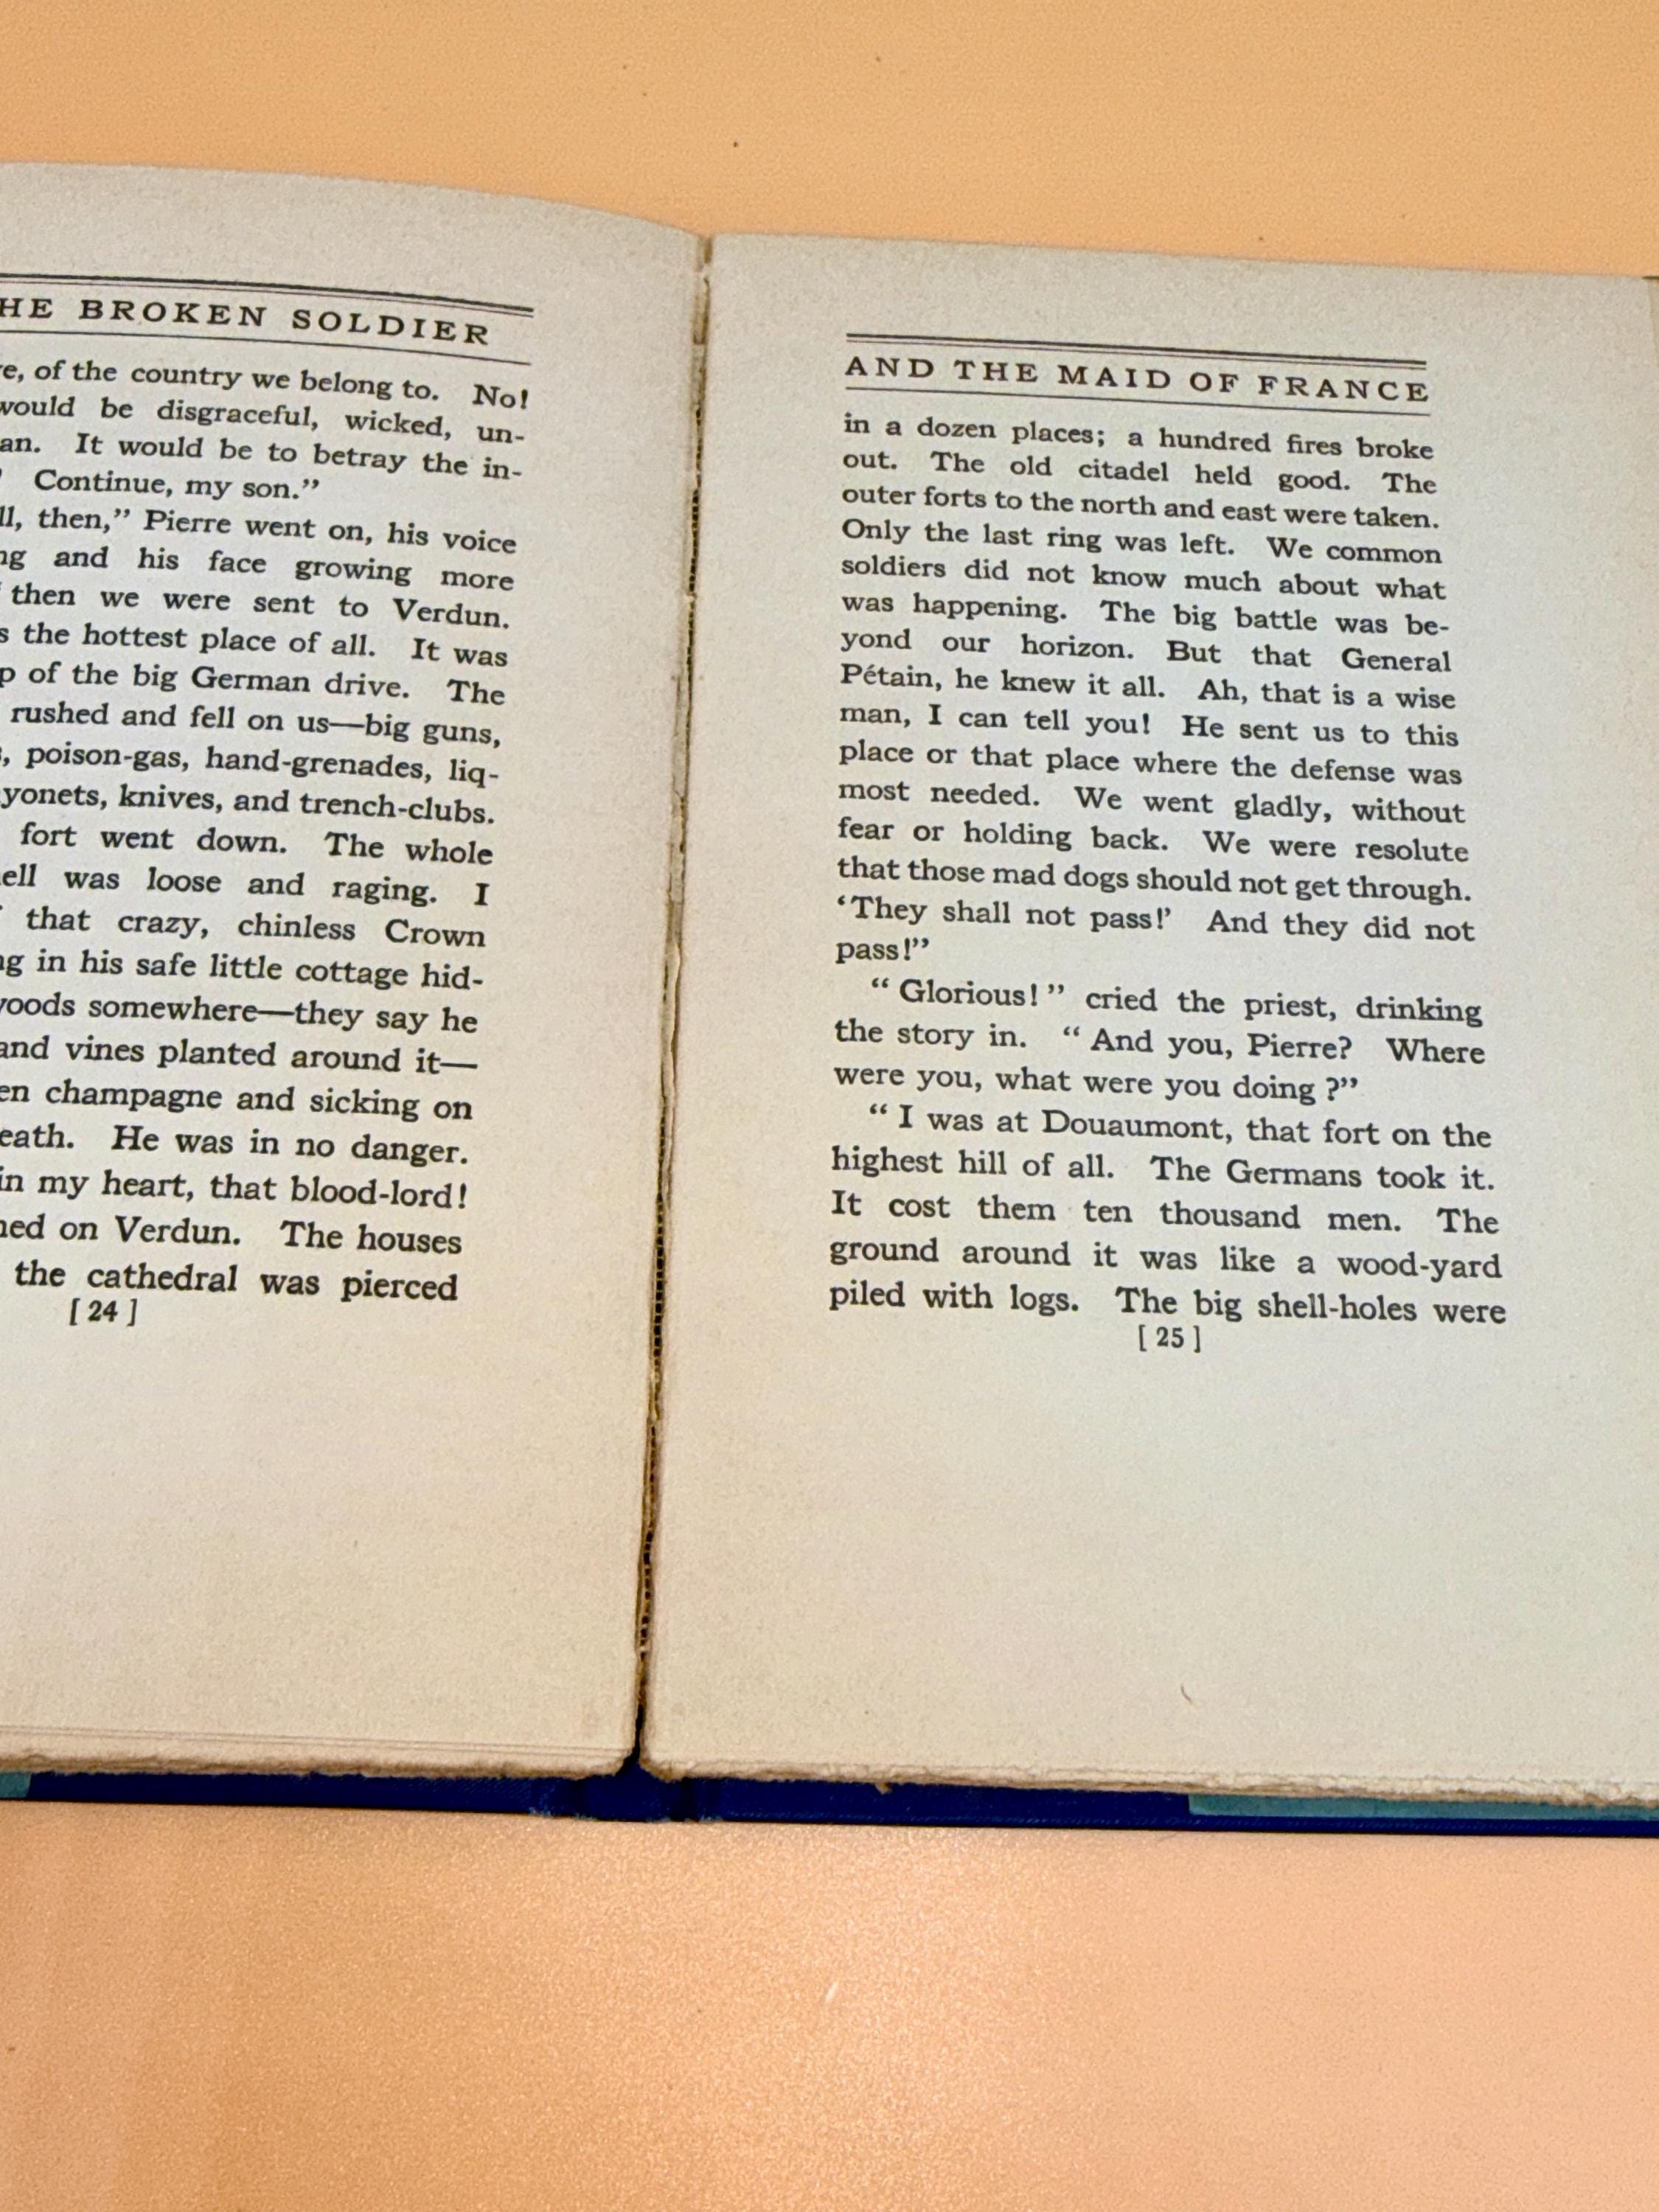 BROKEN SOLDIER
of the country we belong to. No!
would be disgraceful, wicked, un-
It would be to betray the in-
Continue, my son.”
then,” Pierre went on, his voice
and his face growing more
then we were sent to Verdun.
the hottest place of all. It was
of the big German drive. The
rushed and fell on us—big guns,
poison-gas, hand-grenades, liq-
knives, and trench-clubs.
fort went down. The whole
was loose and raging. I
that crazy, chinless Crown
in his safe little cottage hid-
somewhere—they say he
and vines planted around it—
champagne and sicking on
He was in no danger.
in my heart, that blood-lord!
on Verdun. The houses
the cathedral was pierced
[ 24 ]
AND THE MAID OF FRANCE
in a dozen places; a hundred fires broke
out. The old citadel held good. The
outer forts to the north and east were taken.
Only the last ring was left. We common
soldiers did not know much about what
was happening. The big battle was be-
yond our horizon. But that General
Pétain, he knew it all. Ah, that is a wise
man, I can tell you! He sent us to this
place or that place where the defense was
most needed. We went gladly, without
fear or holding back. We were resolute
that those mad dogs should not get through.
‘They shall not pass!’ And they did not
pass!”
“Glorious!” cried the priest, drinking
the story in. “And you, Pierre? Where
were you, what were you doing?”
“I was at Douaumont, that fort on the
highest hill of all. The Germans took it.
It cost them ten thousand men. The
ground around it was like a wood-yard
piled with logs. The big shell-holes were
[ 25 ]